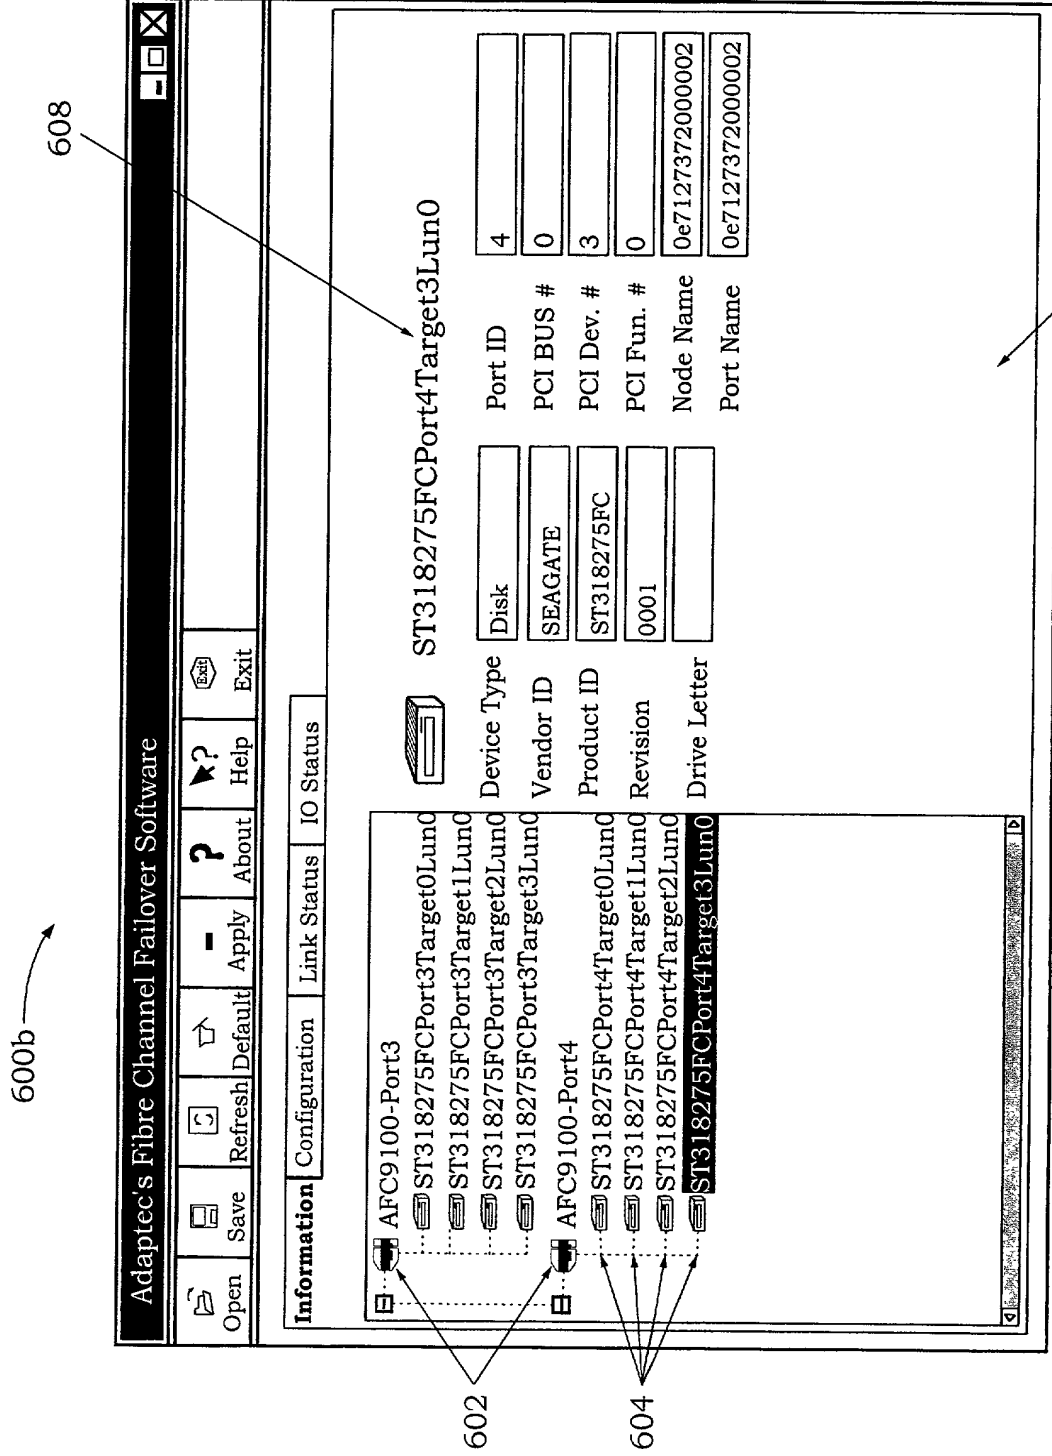 600b
608
Adaptec's Fibre Channel Failover Software
Open
Save
Refresh
Default
Apply
About
Help
Exit
Exit
Information
Configuration
Link Status
IO Status
AFC9100-Port3
ST318275FCPort3Target0Lun0
ST318275FCPort3Target1Lun0
ST318275FCPort3Target2Lun0
ST318275FCPort3Target3Lun0
AFC9100-Port4
ST318275FCPort4Target0Lun0
ST318275FCPort4Target1Lun0
ST318275FCPort4Target2Lun0
ST318275FCPort4Target3Lun0
ST318275FCPort4Target3Lun0
Device Type Disk Port ID 4
Vendor ID SEAGATE PCI BUS # 0
Product ID ST318275FC PCI Dev. # 3
Revision 0001 PCI Fun. # 0
Drive Letter Node Name 0e7127372000002
Port Name 0e7127372000002
602
604